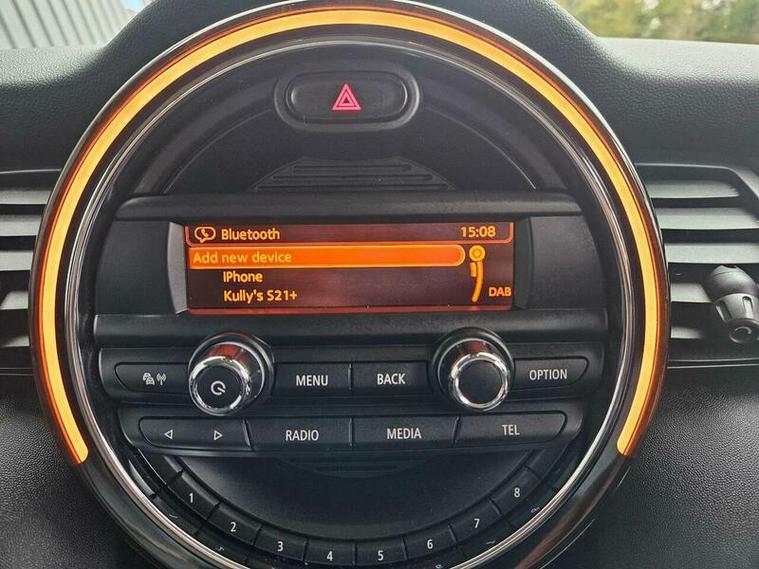 Bluetooth 15:08
Add new device
IPhone
Kully's S21+
DAB
MENU BACK OPTION
RADIO MEDIA TEL
1 2 3 4 5 6 7 8